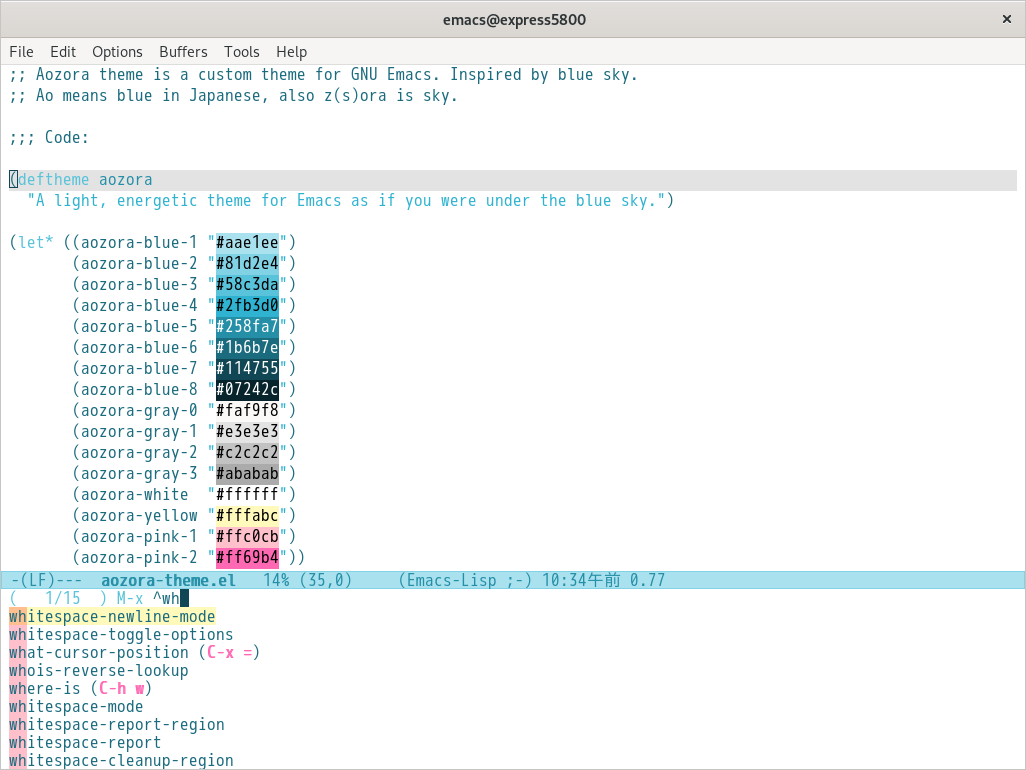 emacs@express5800 ×
File Edit Options Buffers Tools Help
;; Aozora theme is a custom theme for GNU Emacs. Inspired by blue sky.
;; Ao means blue in Japanese, also z(s)ora is sky.
;;; Code:
(deftheme aozora
  "A light, energetic theme for Emacs as if you were under the blue sky.")
(let* ((aozora-blue-1 "#aae1ee")
       (aozora-blue-2 "#81d2e4")
       (aozora-blue-3 "#58c3da")
       (aozora-blue-4 "#2fb3d0")
       (aozora-blue-5 "#258fa7")
       (aozora-blue-6 "#1b6b7e")
       (aozora-blue-7 "#114755")
       (aozora-blue-8 "#07242c")
       (aozora-gray-0 "#faf9f8")
       (aozora-gray-1 "#e3e3e3")
       (aozora-gray-2 "#c2c2c2")
       (aozora-gray-3 "#ababab")
       (aozora-white  "#ffffff")
       (aozora-yellow "#fffabc")
       (aozora-pink-1 "#ffc0cb")
       (aozora-pink-2 "#ff69b4"))
-(LF)---  aozora-theme.el   14% (35,0)     (Emacs-Lisp ;-) 10:34午前 0.77
(   1/15  ) M-x ^wh
whitespace-newline-mode
whitespace-toggle-options
what-cursor-position (C-x =)
whois-reverse-lookup
where-is (C-h w)
whitespace-mode
whitespace-report-region
whitespace-report
whitespace-cleanup-region